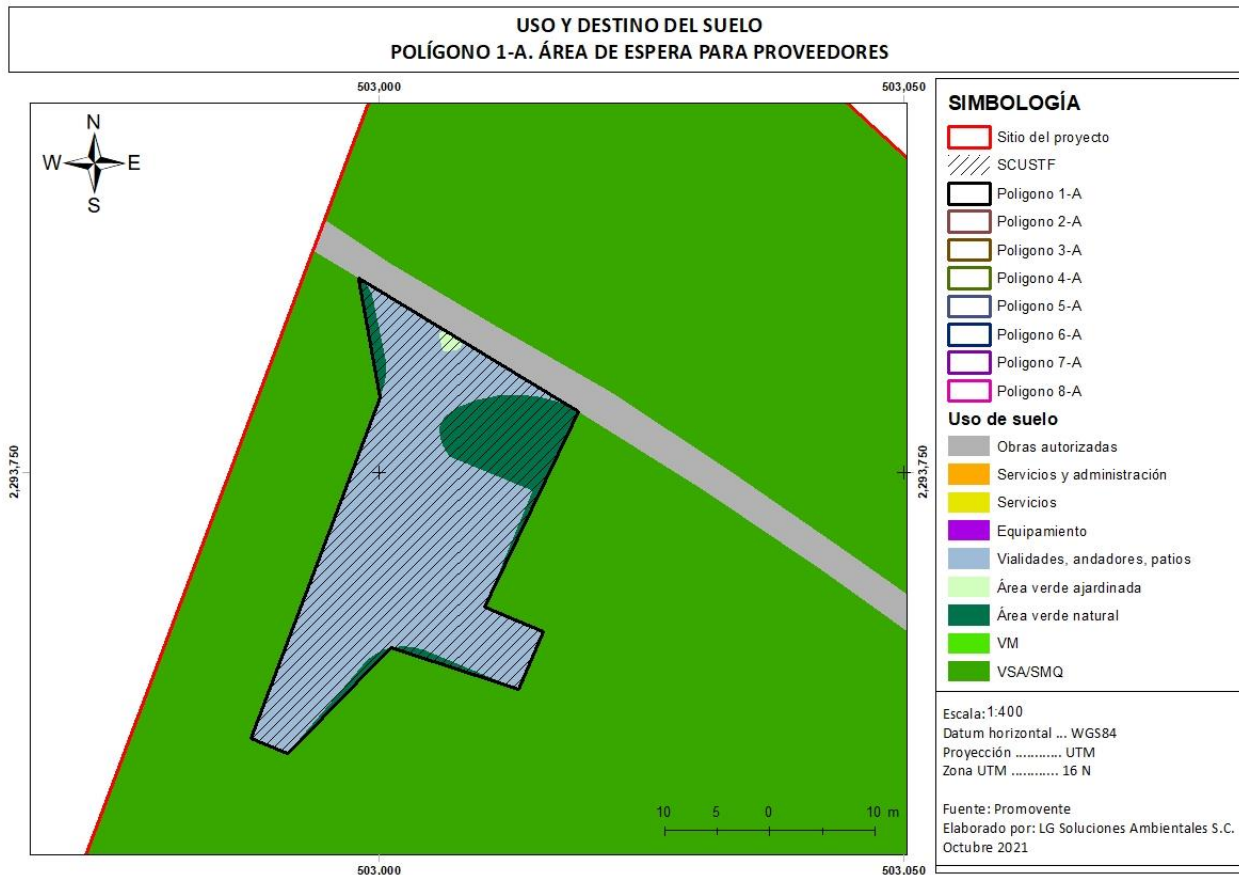 USO Y DESTINO DEL SUELO
POLÍGONO 1-A. ÁREA DE ESPERA PARA PROVEEDORES
503,000
503,050
N
W
E
S
2,293,750
2,293,750
10 5 0 10 m
503,000
503,050
SIMBOLOGÍA
Sitio del proyecto
SCUSTF
Poligono 1-A
Poligono 2-A
Poligono 3-A
Poligono 4-A
Poligono 5-A
Poligono 6-A
Poligono 7-A
Poligono 8-A
Uso de suelo
Obras autorizadas
Servicios y administración
Servicios
Equipamiento
Vialidades, andadores, patios
Área verde ajardinada
Área verde natural
VM
VSA/SMQ
Escala: 1:400
Datum horizontal ... WGS84
Proyección ............ UTM
Zona UTM ............ 16 N
Fuente: Promovente
Elaborado por: LG Soluciones Ambientales S.C.
Octubre 2021